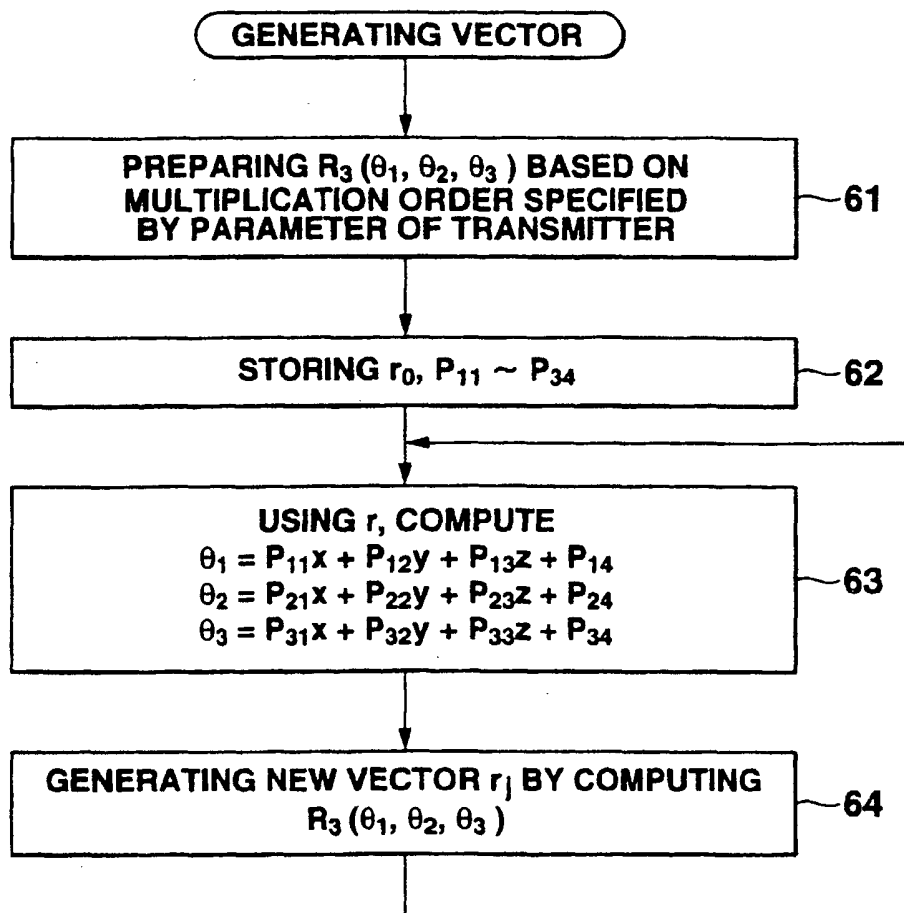 GENERATING VECTOR
PREPARING R₃ (θ₁, θ₂, θ₃ ) BASED ON
MULTIPLICATION ORDER SPECIFIED
BY PARAMETER OF TRANSMITTER
61
STORING r₀, P₁₁ ~ P₃₄
62
USING r, COMPUTE
θ₁ = P₁₁x + P₁₂y + P₁₃z + P₁₄
θ₂ = P₂₁x + P₂₂y + P₂₃z + P₂₄
θ₃ = P₃₁x + P₃₂y + P₃₃z + P₃₄
63
GENERATING NEW VECTOR rⱼ BY COMPUTING
R₃ (θ₁, θ₂, θ₃ )
64